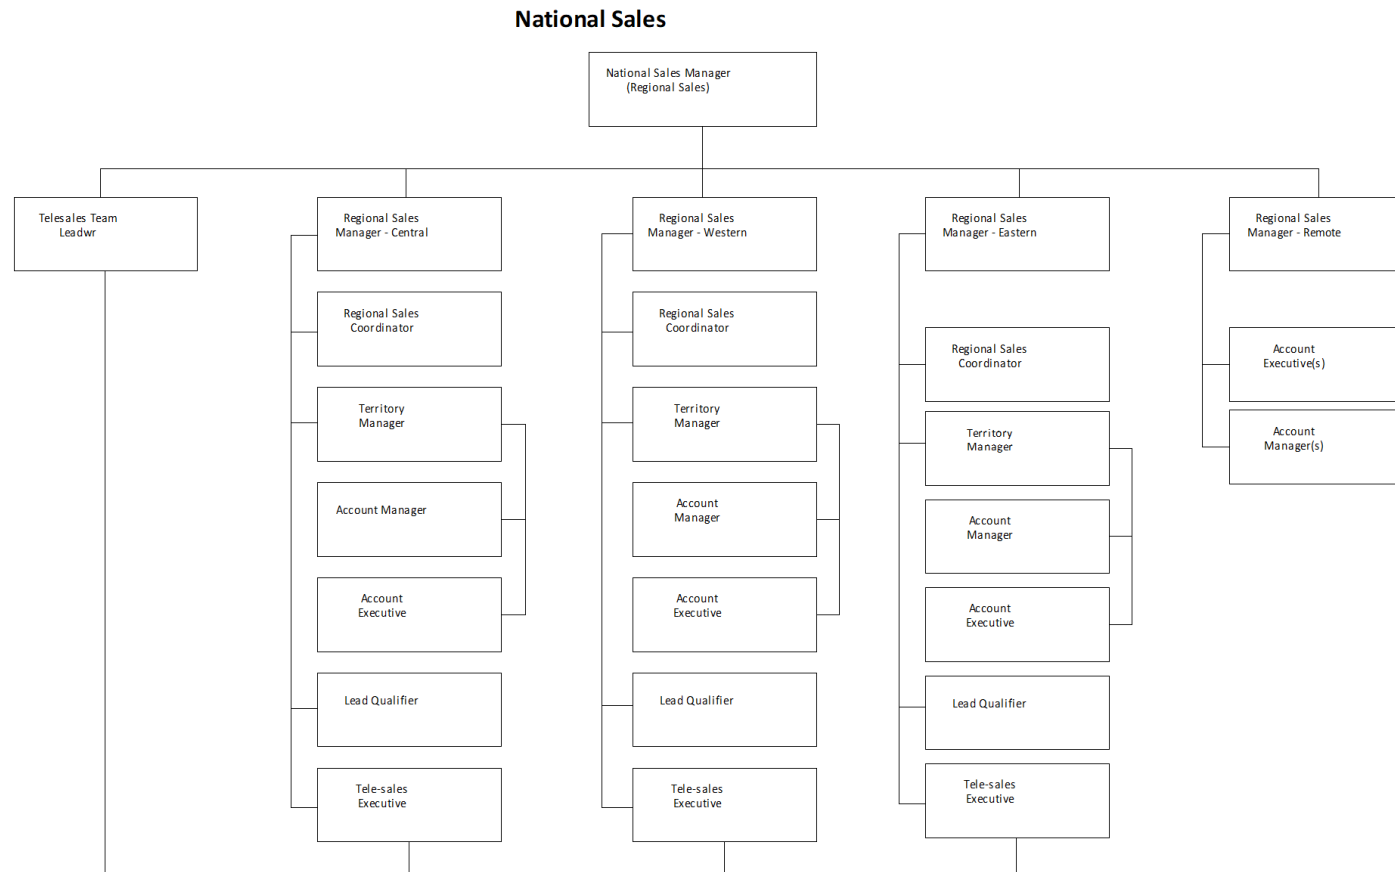 National Sales
National Sales Manager
(Regional Sales)
Telesales Team
Leadwr
Regional Sales
Manager - Central
Regional Sales
Coordinator
Territory
Manager
Account Manager
Account
Executive
Lead Qualifier
Tele-sales
Executive
Regional Sales
Manager - Western
Regional Sales
Coordinator
Territory
Manager
Account
Manager
Account
Executive
Lead Qualifier
Tele-sales
Executive
Regional Sales
Manager - Eastern
Regional Sales
Coordinator
Territory
Manager
Account
Manager
Account
Executive
Lead Qualifier
Tele-sales
Executive
Regional Sales
Manager - Remote
Account
Executive(s)
Account
Manager(s)